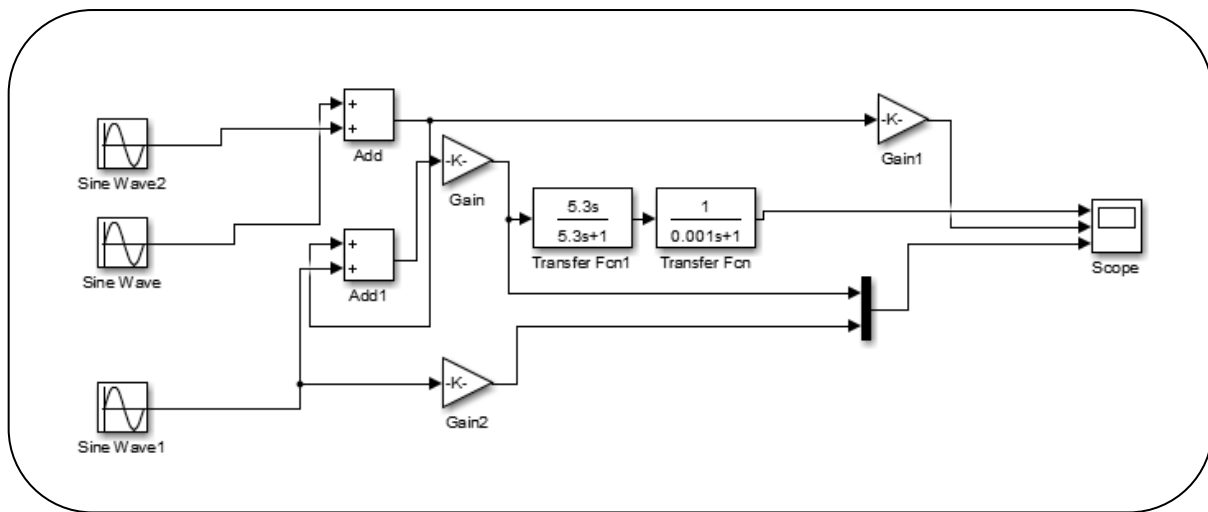 +
+
Add
-K-
Gain1
Sine Wave2
-K-
Gain
5.3s
5.3s+1
Transfer Fcn1
1
0.001s+1
Transfer Fcn
Scope
Sine Wave
+
+
Add1
-K-
Gain2
Sine Wave1